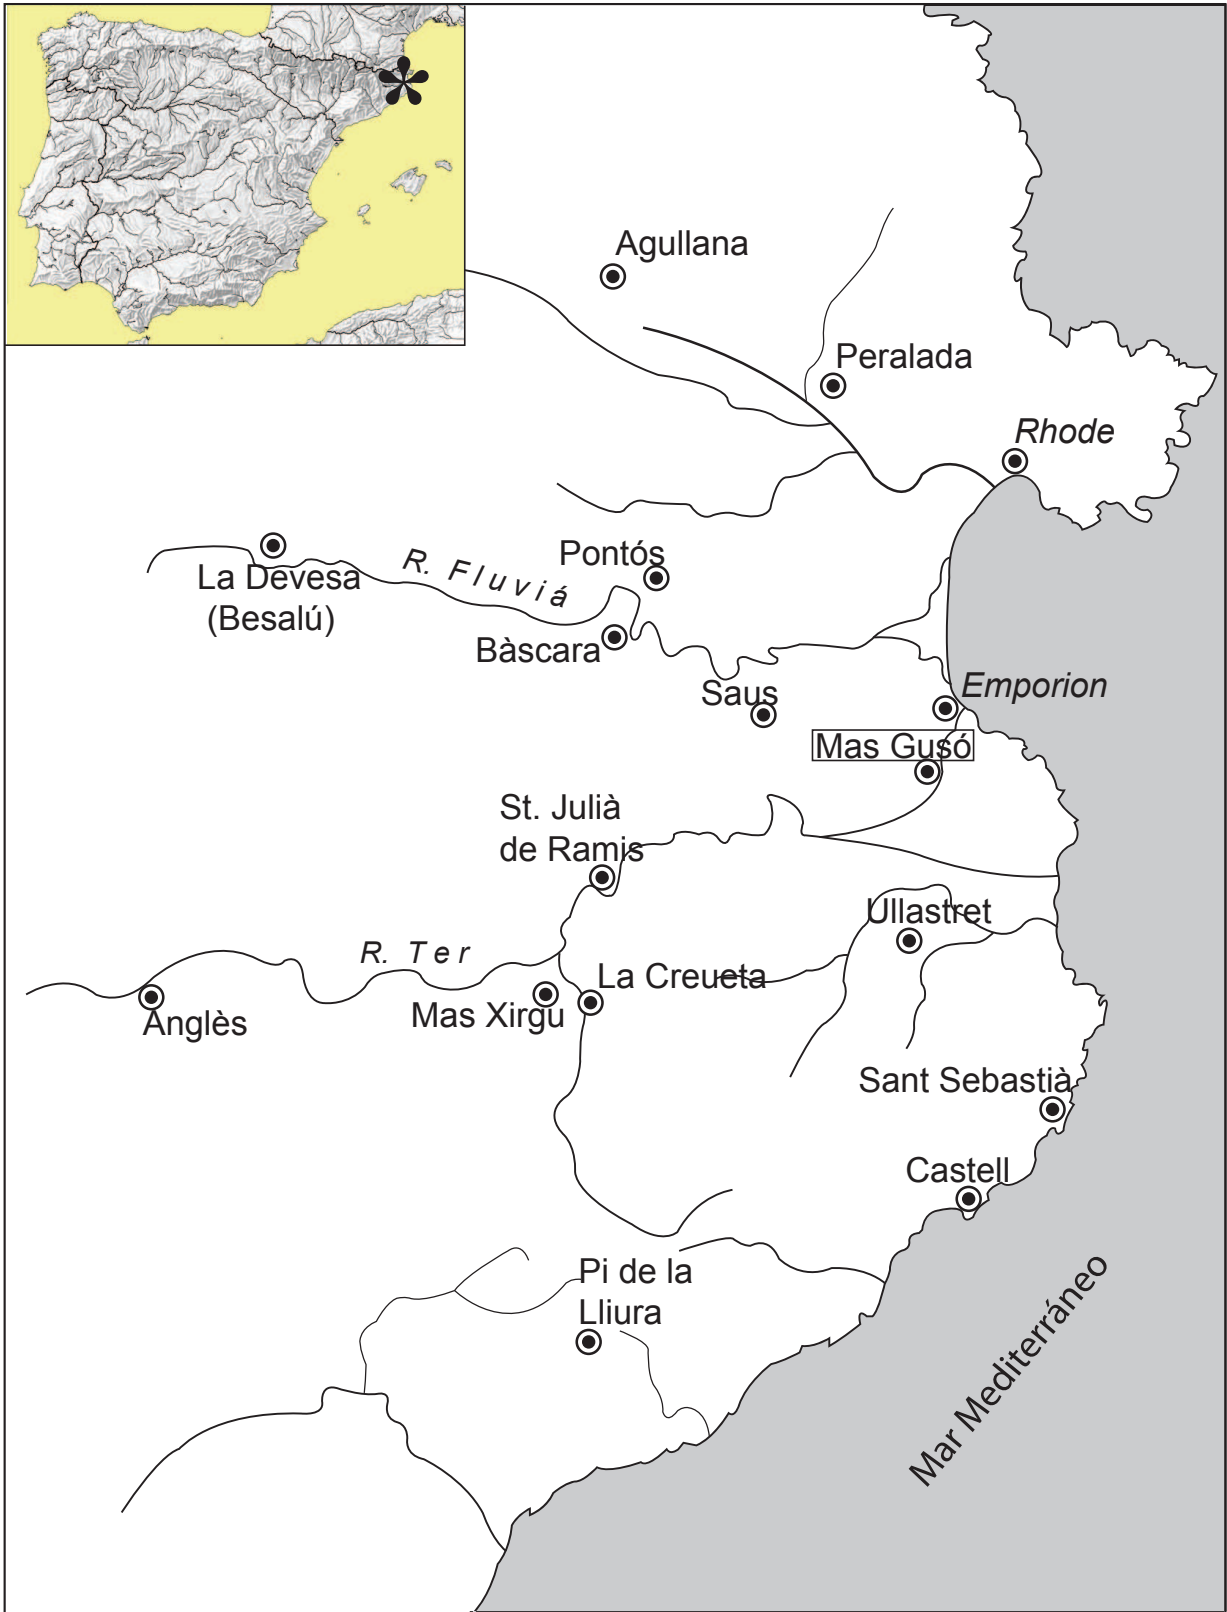 Agullana
Peralada
Rhode
Pontós
R. Fluviá
La Devesa
(Besalú)
Bàscara
Saus
Emporion
Mas Gusó
St. Julià
de Ramis
Ullastret
R. Ter
La Creueta
Mas Xirgu
Anglès
Sant Sebastià
Castell
Pi de la
Lliura
Mar Mediterráneo